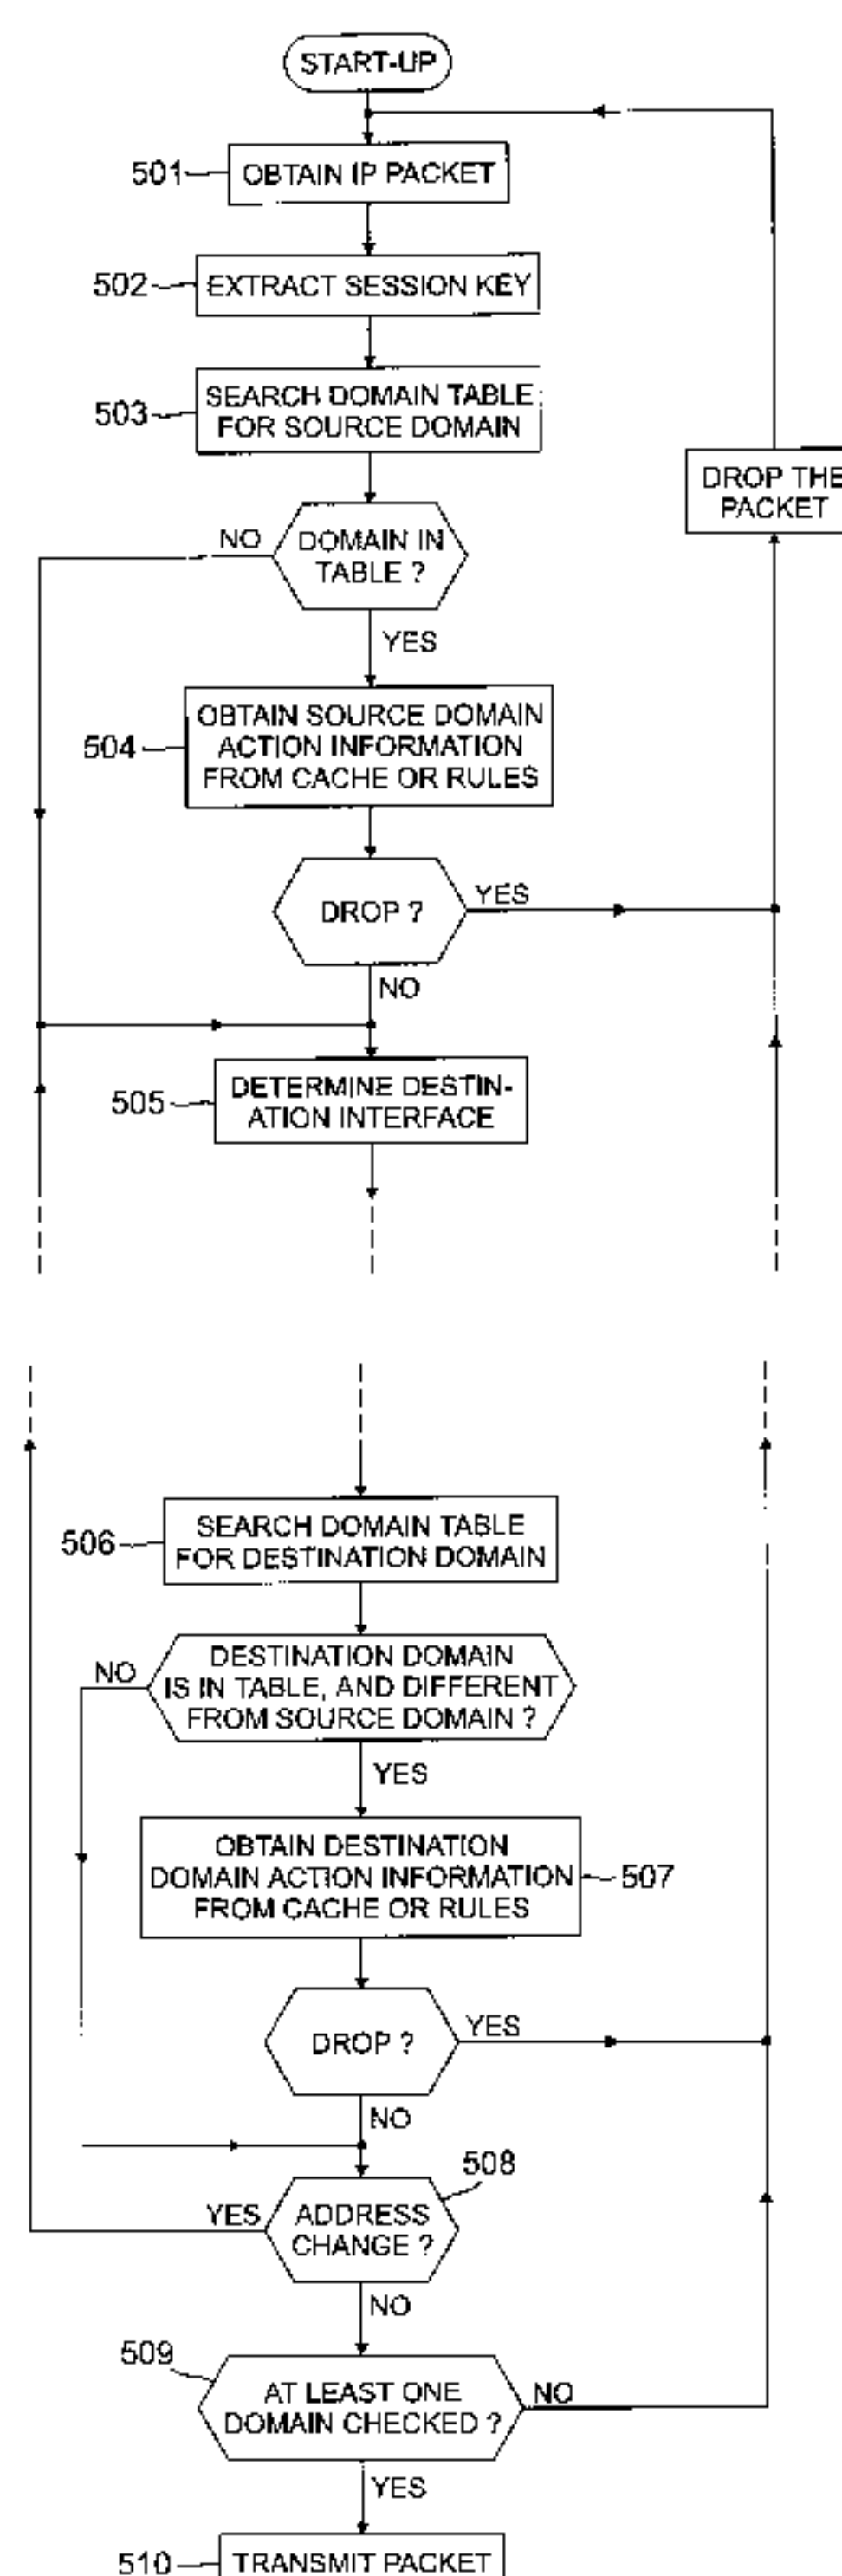 START-UP
501
OBTAIN IP PACKET
502
EXTRACT SESSION KEY
503
SEARCH DOMAIN TABLE
FOR SOURCE DOMAIN
DROP THE
PACKET
NO
DOMAIN IN
TABLE ?
YES
504
OBTAIN SOURCE DOMAIN
ACTION INFORMATION
FROM CACHE OR RULES
DROP ?
YES
NO
505
DETERMINE DESTIN-
ATION INTERFACE
506
SEARCH DOMAIN TABLE
FOR DESTINATION DOMAIN
NO
DESTINATION DOMAIN
IS IN TABLE, AND DIFFERENT
FROM SOURCE DOMAIN ?
YES
OBTAIN DESTINATION
DOMAIN ACTION INFORMATION
FROM CACHE OR RULES
507
DROP ?
YES
NO
508
YES
ADDRESS
CHANGE ?
NO
509
AT LEAST ONE
DOMAIN CHECKED ?
NO
YES
510
TRANSMIT PACKET